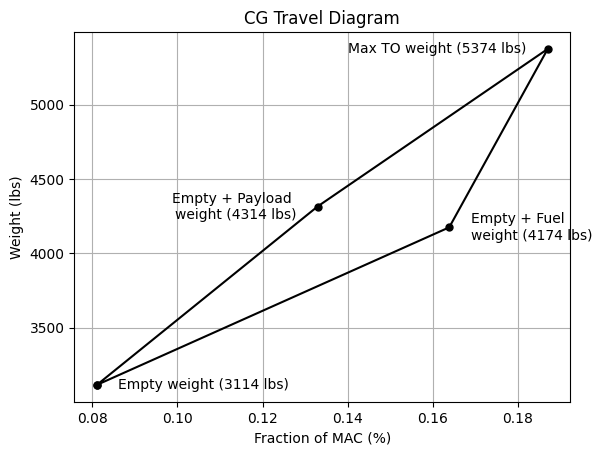 CG Travel Diagram
Max TO weight (5374 lbs)
5000
4500
Empty + Payload
weight (4314 lbs)
Empty + Fuel
weight (4174 lbs)
4000
3500
Empty weight (3114 lbs)
Weight (lbs)
0.08 0.10 0.12 0.14 0.16 0.18
Fraction of MAC (%)